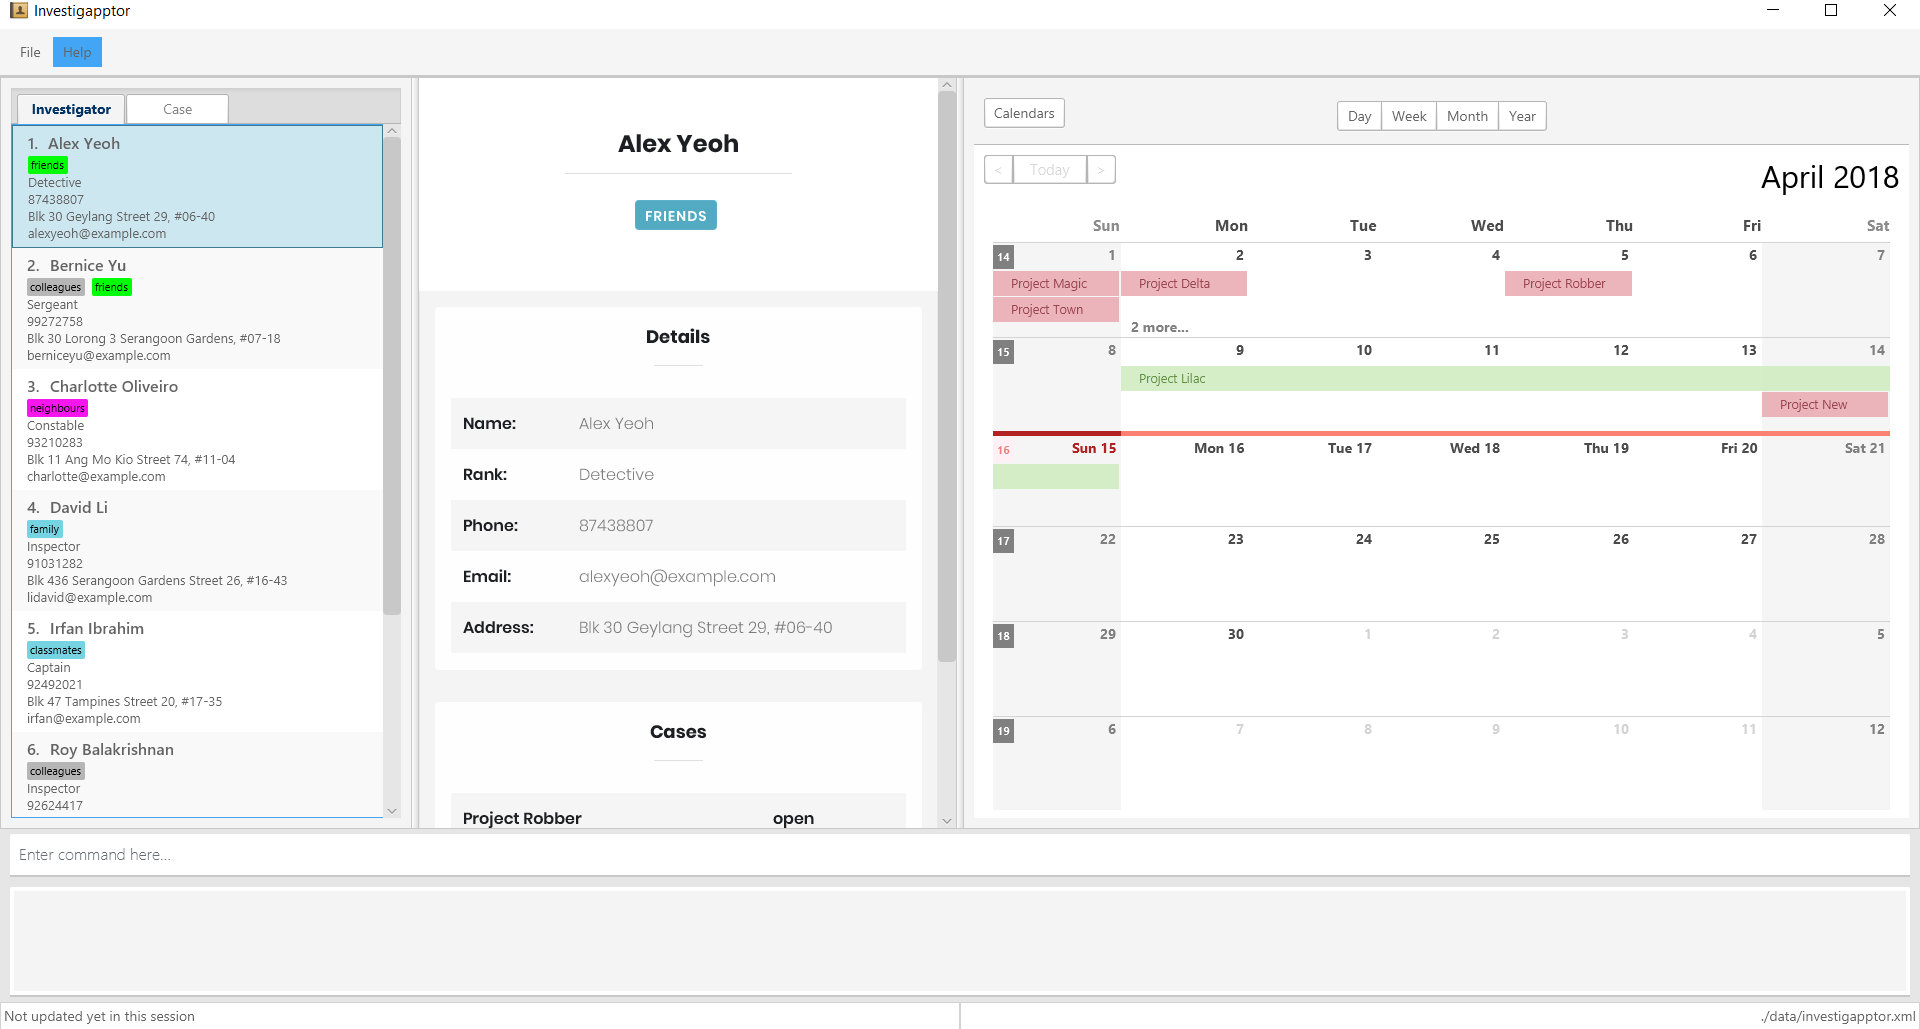 Investigapptor
File Help
Investigator Case
1. Alex Yeoh
friends
Detective
87438807
Blk 30 Geylang Street 29, #06-40
alexyeoh@example.com
2. Bernice Yu
colleagues friends
Sergeant
99272758
Blk 30 Lorong 3 Serangoon Gardens, #07-18
berniceyu@example.com
3. Charlotte Oliveiro
neighbours
Constable
93210283
Blk 11 Ang Mo Kio Street 74, #11-04
charlotte@example.com
4. David Li
family
Inspector
91031282
Blk 436 Serangoon Gardens Street 26, #16-43
lidavid@example.com
5. Irfan Ibrahim
classmates
Captain
92492021
Blk 47 Tampines Street 20, #17-35
irfan@example.com
6. Roy Balakrishnan
colleagues
Inspector
92624417
Alex Yeoh
FRIENDS
Details
Name: Alex Yeoh
Rank: Detective
Phone: 87438807
Email: alexyeoh@example.com
Address: Blk 30 Geylang Street 29, #06-40
Cases
Project Robber open
Calendars Day Week Month Year
< Today > April 2018
Sun Mon Tue Wed Thu Fri Sat
14 1 2 3 4 5 6 7
Project Magic Project Delta Project Robber
Project Town
2 more...
15 8 9 10 11 12 13 14
Project Lilac
Project New
16 Sun 15 Mon 16 Tue 17 Wed 18 Thu 19 Fri 20 Sat 21
17 22 23 24 25 26 27 28
18 29 30 1 2 3 4 5
19 6 7 8 9 10 11 12
Enter command here...
Not updated yet in this session ./data/investigapptor.xml